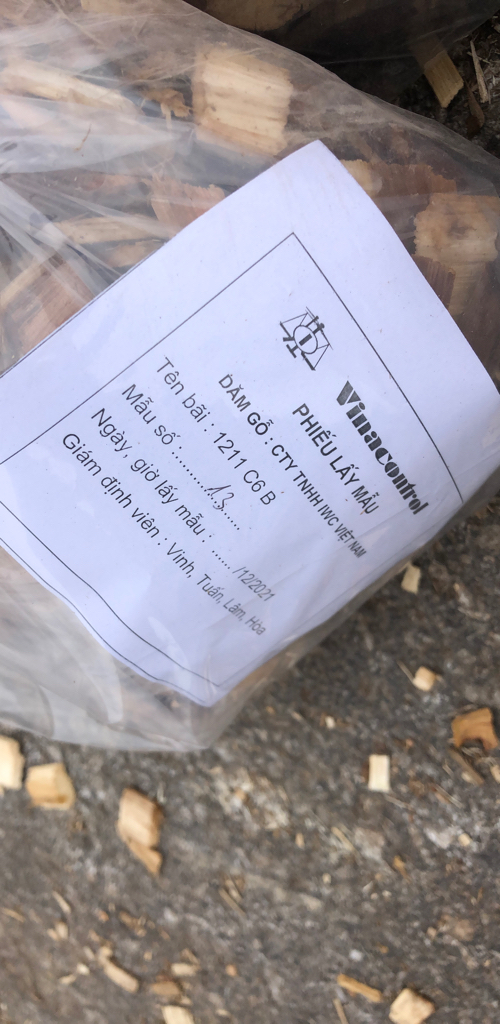 Vinacontrol
PHIẾU LẤY MẪU
DĂM GỖ : CTY TNHH IWC VIỆT NAM
Tên bãi : 1211 C6 B
Mẫu số :.......13......
Ngày, giờ lấy mẫu : ...... /12/2021
Giám định viên : Vinh, Tuấn, Lâm, Hòa